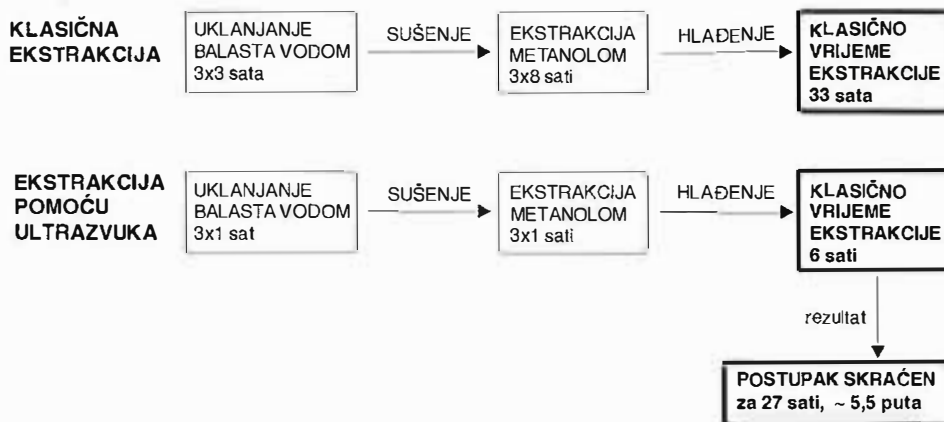 KLASIČNA
EKSTRAKCIJA
UKLANJANJE
BALASTA VODOM
3x3 sata
SUŠENJE
EKSTRAKCIJA
METANOLOM
3x8 sati
HLAĐENJE
KLASIČNO
VRIJEME
EKSTRAKCIJE
33 sata
EKSTRAKCIJA
POMOĆU
ULTRAZVUKA
UKLANJANJE
BALASTA VODOM
3x1 sat
SUŠENJE
EKSTRAKCIJA
METANOLOM
3x1 sati
HLAĐENJE
KLASIČNO
VRIJEME
EKSTRAKCIJE
6 sati
rezultat
POSTUPAK SKRAĆEN
za 27 sati, ~ 5,5 puta